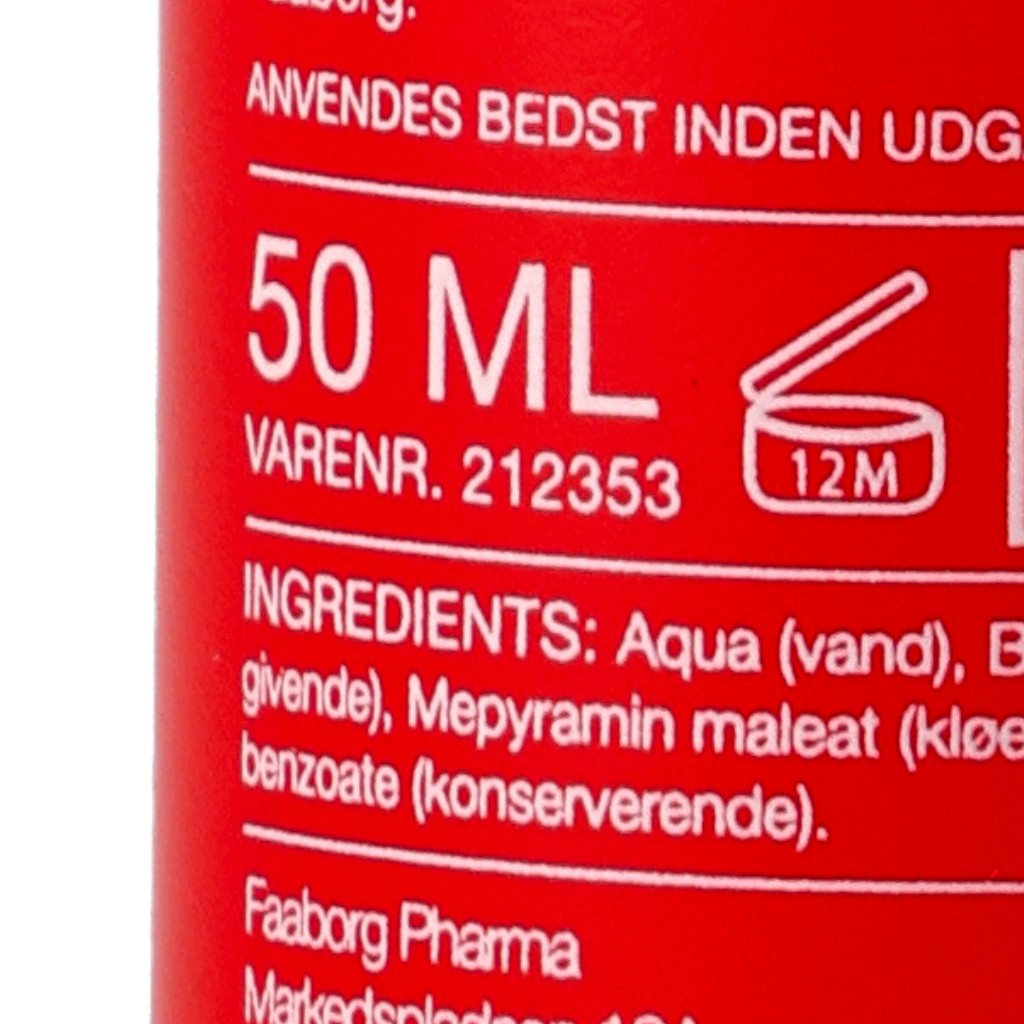 ANVENDES BEDST INDEN UDG
50 ML
VARENR. 212353
12M
INGREDIENTS: Aqua (vand), B
givende), Mepyramin maleat (kløe
benzoate (konserverende).
Faaborg Pharma